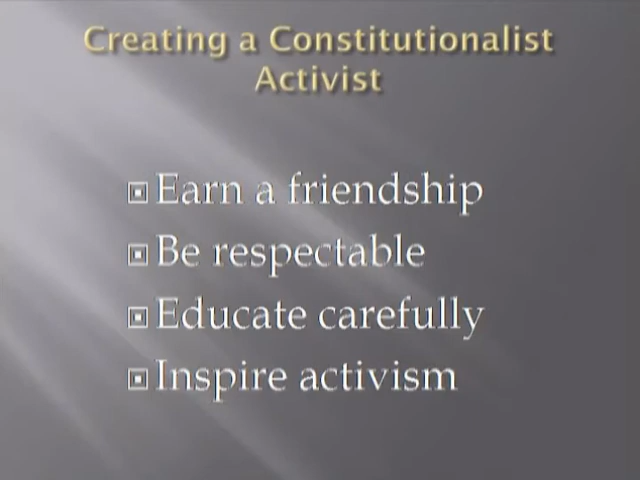 Creating a Constitutionalist
Activist
Earn a friendship
Be respectable
Educate carefully
Inspire activism